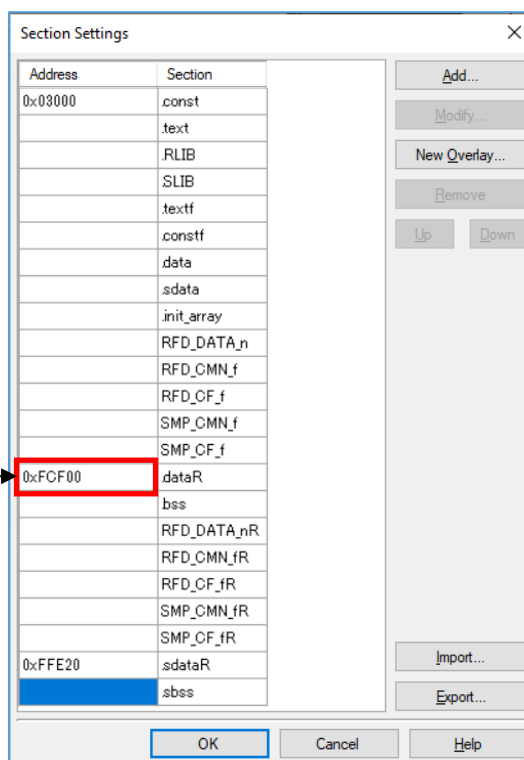 Section Settings
Address Section
0x03000 .const
.text
.RLIB
.SLIB
.textf
.constf
.data
.sdata
.init_array
RFD_DATA_n
RFD_CMN_f
RFD_CF_f
SMP_CMN_f
SMP_CF_f
0xFCF00 .dataR
.bss
RFD_DATA_nR
RFD_CMN_fR
RFD_CF_fR
SMP_CMN_fR
SMP_CF_fR
0xFFE20 .sdataR
.sbss
Add...
Modify...
New Overlay...
Remove
Up Down
Import...
Export...
OK Cancel Help